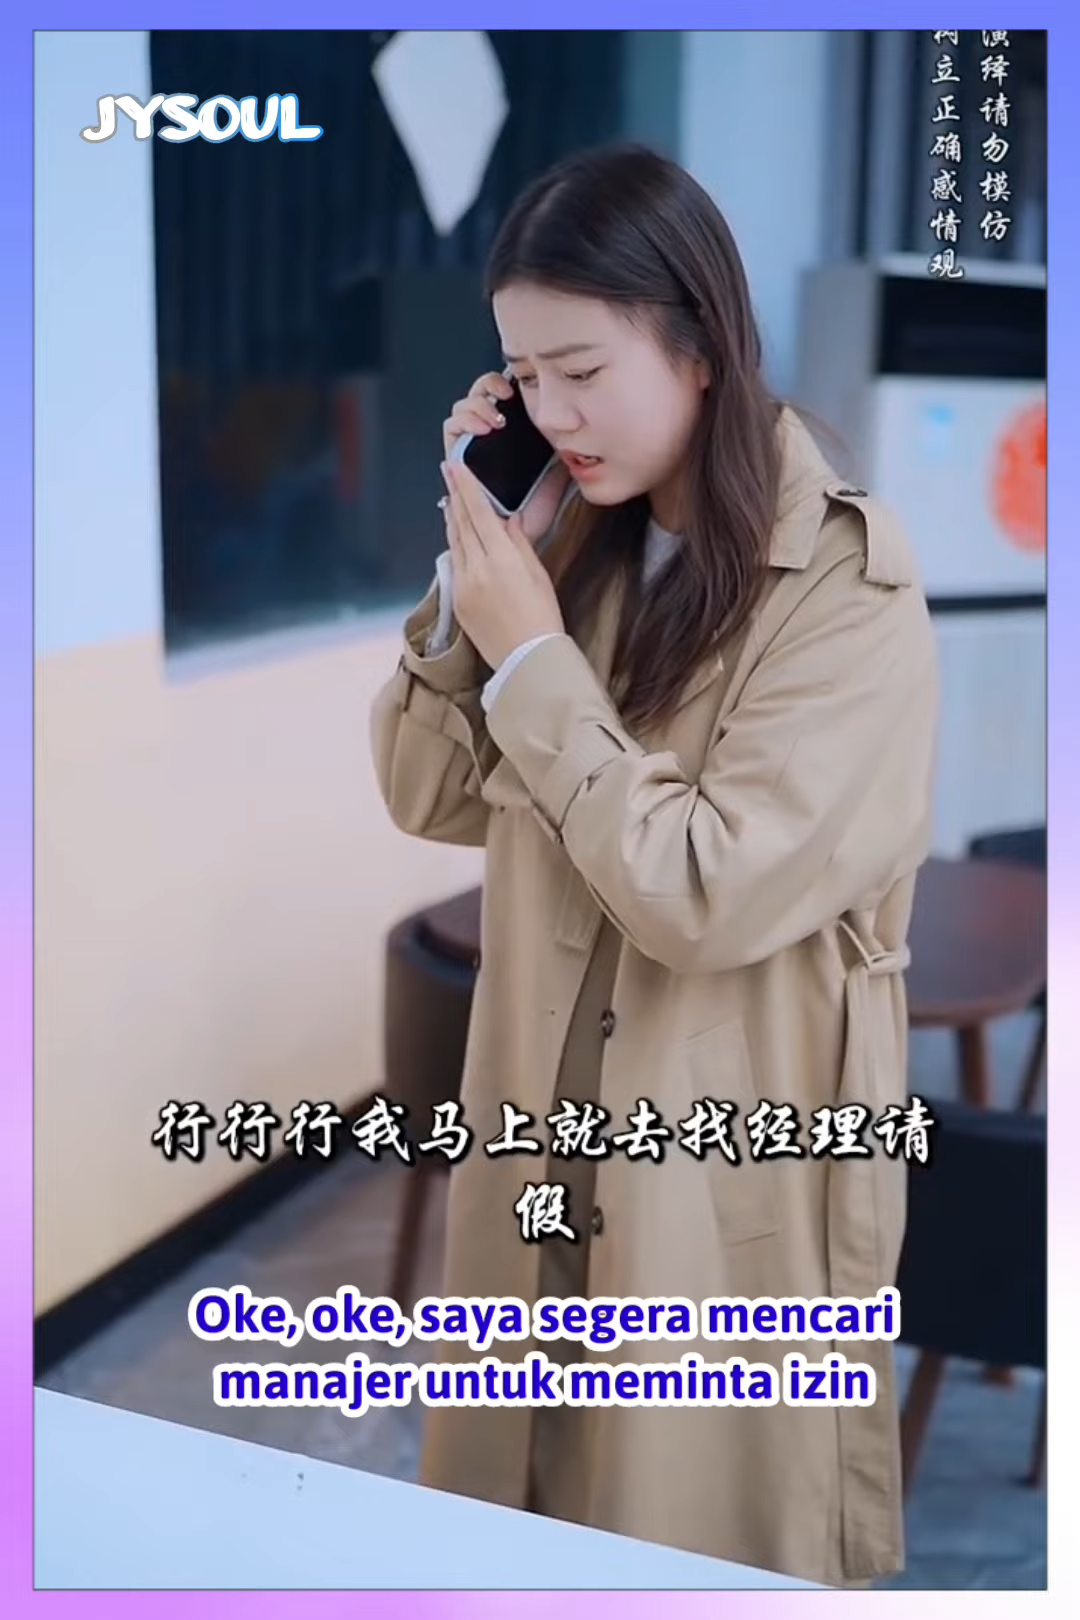 JYSOUL
演绎请勿模仿
树立正确感情观
行行行我马上就去找经理请
假
Oke, oke, saya segera mencari
manajer untuk meminta izin